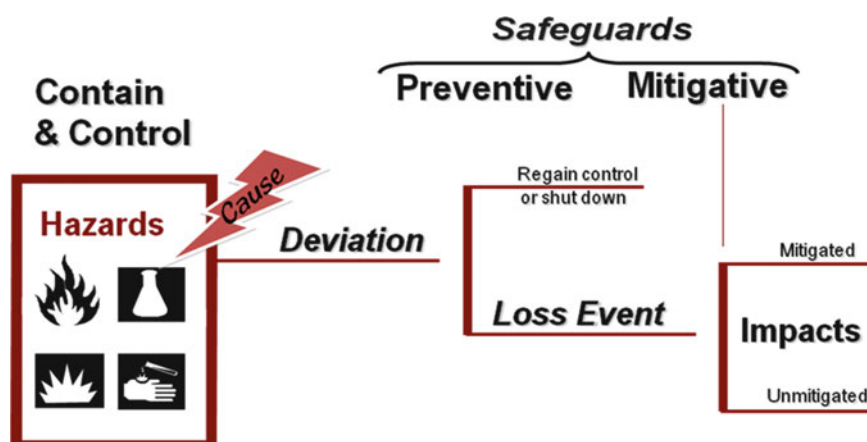 Safeguards
Preventive Mitigative
Contain
& Control
Hazards
Cause
Deviation
Regain control
or shut down
Loss Event
Mitigated
Impacts
Unmitigated